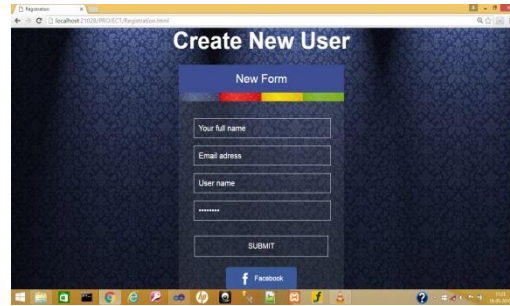 Registration
localhost:21028/PROJECT/Registration.html
Create New User
New Form
Your full name
Email adress
User name
••••••••
SUBMIT
f Facebook